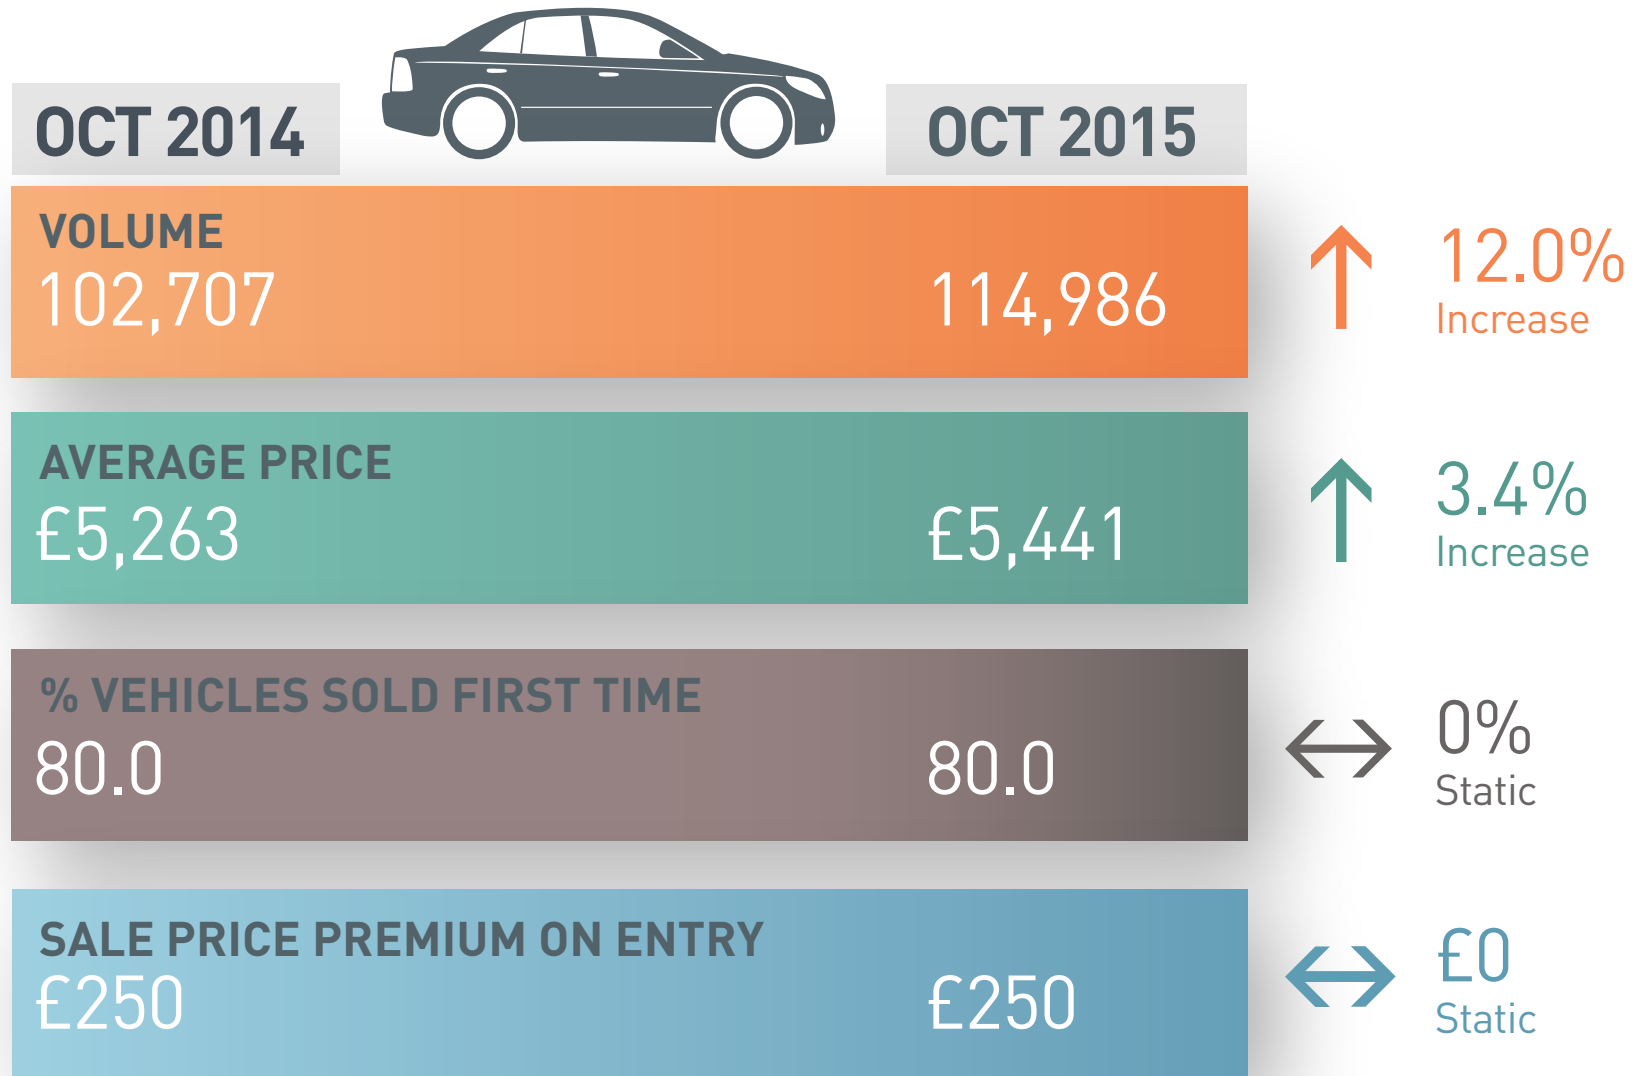 OCT 2014
OCT 2015
VOLUME
102,707
114,986
12.0%
Increase
AVERAGE PRICE
£5,263
£5,441
3.4%
Increase
% VEHICLES SOLD FIRST TIME
80.0
80.0
0%
Static
SALE PRICE PREMIUM ON ENTRY
£250
£250
£0
Static